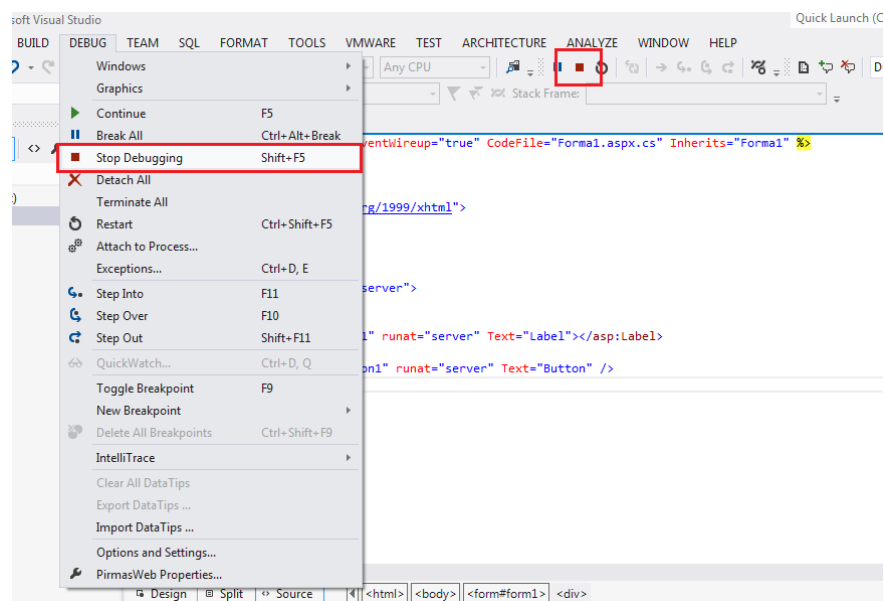 soft Visual Studio
Quick Launch (C
BUILD DEBUG TEAM SQL FORMAT TOOLS VMWARE TEST ARCHITECTURE ANALYZE WINDOW HELP
Any CPU
D
Stack Frame:
Windows
Graphics
Continue F5
Break All Ctrl+Alt+Break
ventWireup="true" CodeFile="Forma1.aspx.cs" Inherits="Forma1" %>
Stop Debugging Shift+F5
Detach All
Terminate All
rg/1999/xhtml">
Restart Ctrl+Shift+F5
Attach to Process...
Exceptions... Ctrl+D, E
server">
Step Into F11
Step Over F10
Step Out Shift+F11
1" runat="server" Text="Label"></asp:Label>
QuickWatch... Ctrl+D, Q
on1" runat="server" Text="Button" />
Toggle Breakpoint F9
New Breakpoint
Delete All Breakpoints Ctrl+Shift+F9
IntelliTrace
Clear All DataTips
Export DataTips ...
Import DataTips ...
Options and Settings...
PirmasWeb Properties...
Design Split Source <html> <body> <form#form1> <div>